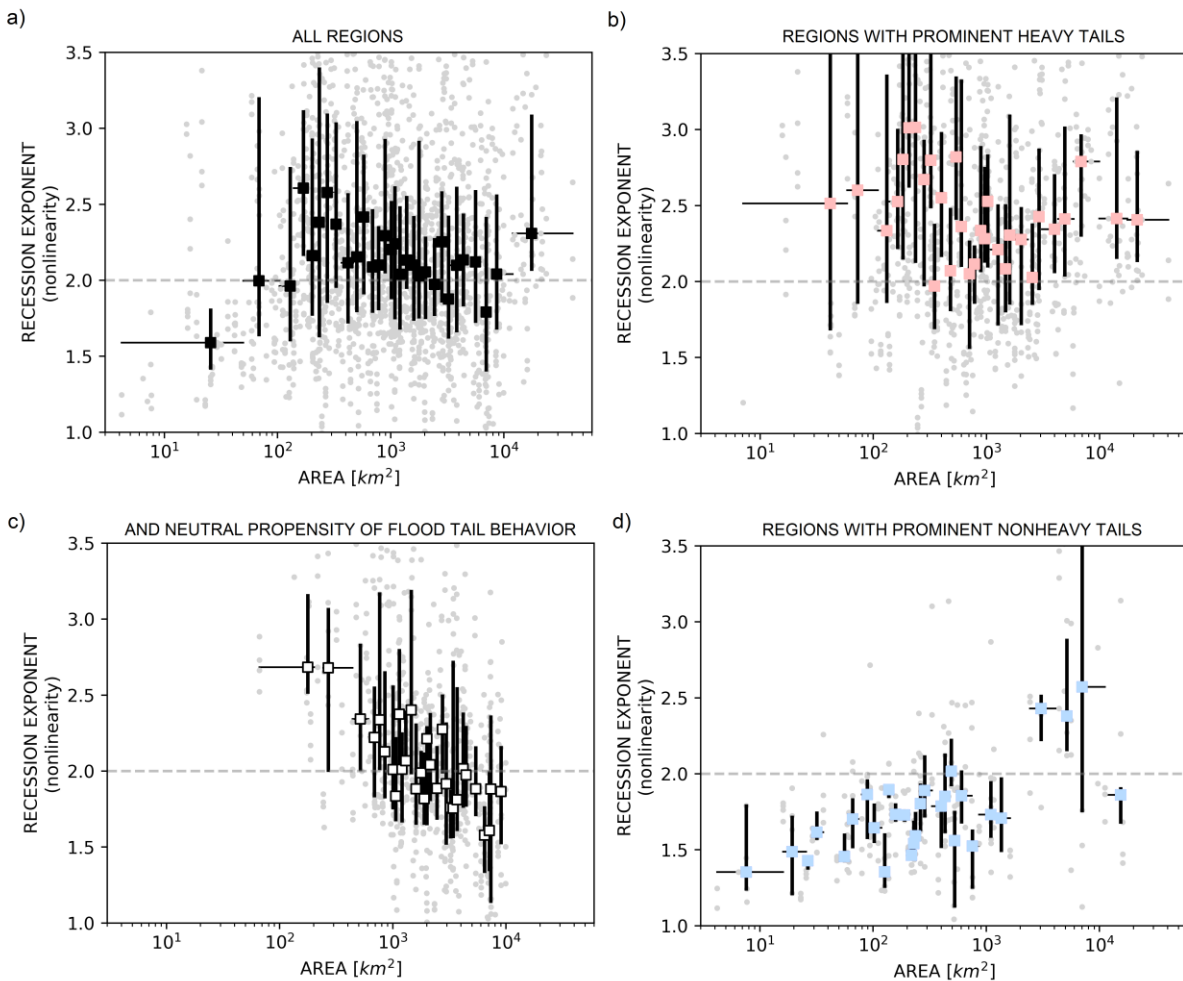 a)
ALL REGIONS
3.5
3.0
2.5
2.0
1.5
1.0
RECESSION EXPONENT
(nonlinearity)
10^1
10^2
10^3
10^4
AREA [km^2]
b)
REGIONS WITH PROMINENT HEAVY TAILS
3.5
3.0
2.5
2.0
1.5
1.0
RECESSION EXPONENT
(nonlinearity)
10^1
10^2
10^3
10^4
AREA [km^2]
c)
AND NEUTRAL PROPENSITY OF FLOOD TAIL BEHAVIOR
3.5
3.0
2.5
2.0
1.5
1.0
RECESSION EXPONENT
(nonlinearity)
10^1
10^2
10^3
10^4
AREA [km^2]
d)
REGIONS WITH PROMINENT NONHEAVY TAILS
3.5
3.0
2.5
2.0
1.5
1.0
RECESSION EXPONENT
(nonlinearity)
10^1
10^2
10^3
10^4
AREA [km^2]